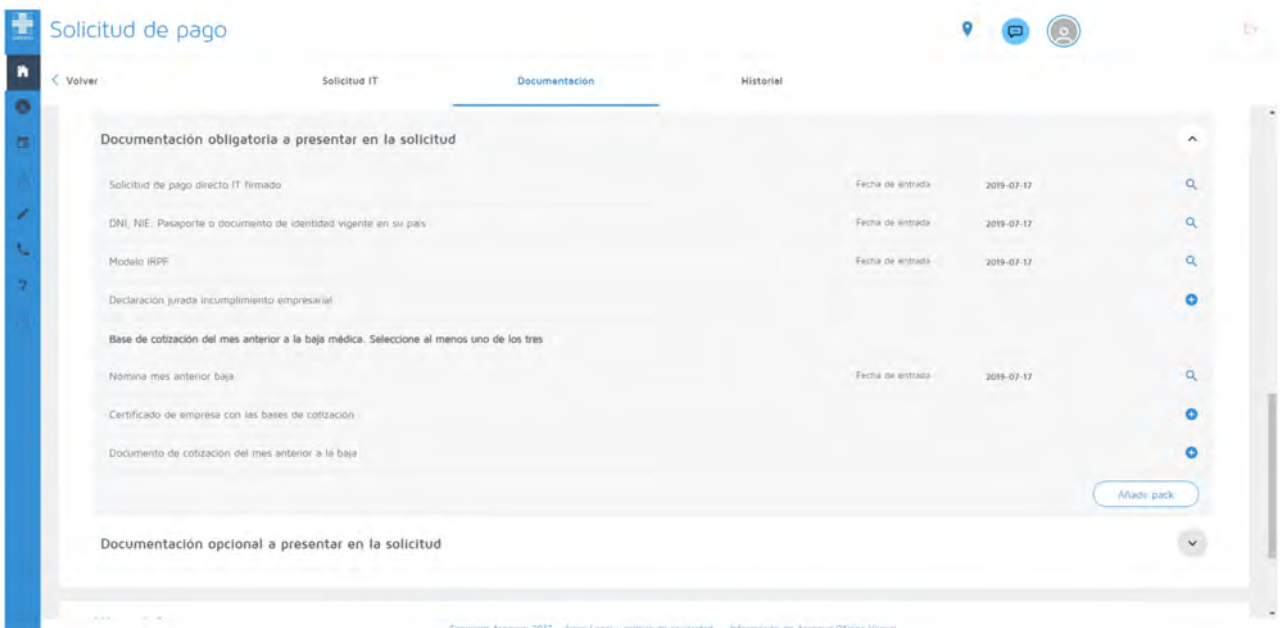 Solicitud de pago
Volver
Solicitud IT
Documentación
Historial
Documentación obligatoria a presentar en la solicitud
Solicitud de pago directo IT firmado Fecha de entrada 2019-07-17
DNI, NIE, Pasaporte o documento de identidad vigente en su país Fecha de entrada 2019-07-17
Modelo IRPF Fecha de entrada 2019-07-17
Declaración jurada incumplimiento empresarial
Base de cotización del mes anterior a la baja médica. Seleccione al menos uno de los tres
Nómina mes anterior baja Fecha de entrada 2019-07-17
Certificado de empresa con las bases de cotización
Documento de cotización del mes anterior a la baja
Añadir pack
Documentación opcional a presentar en la solicitud